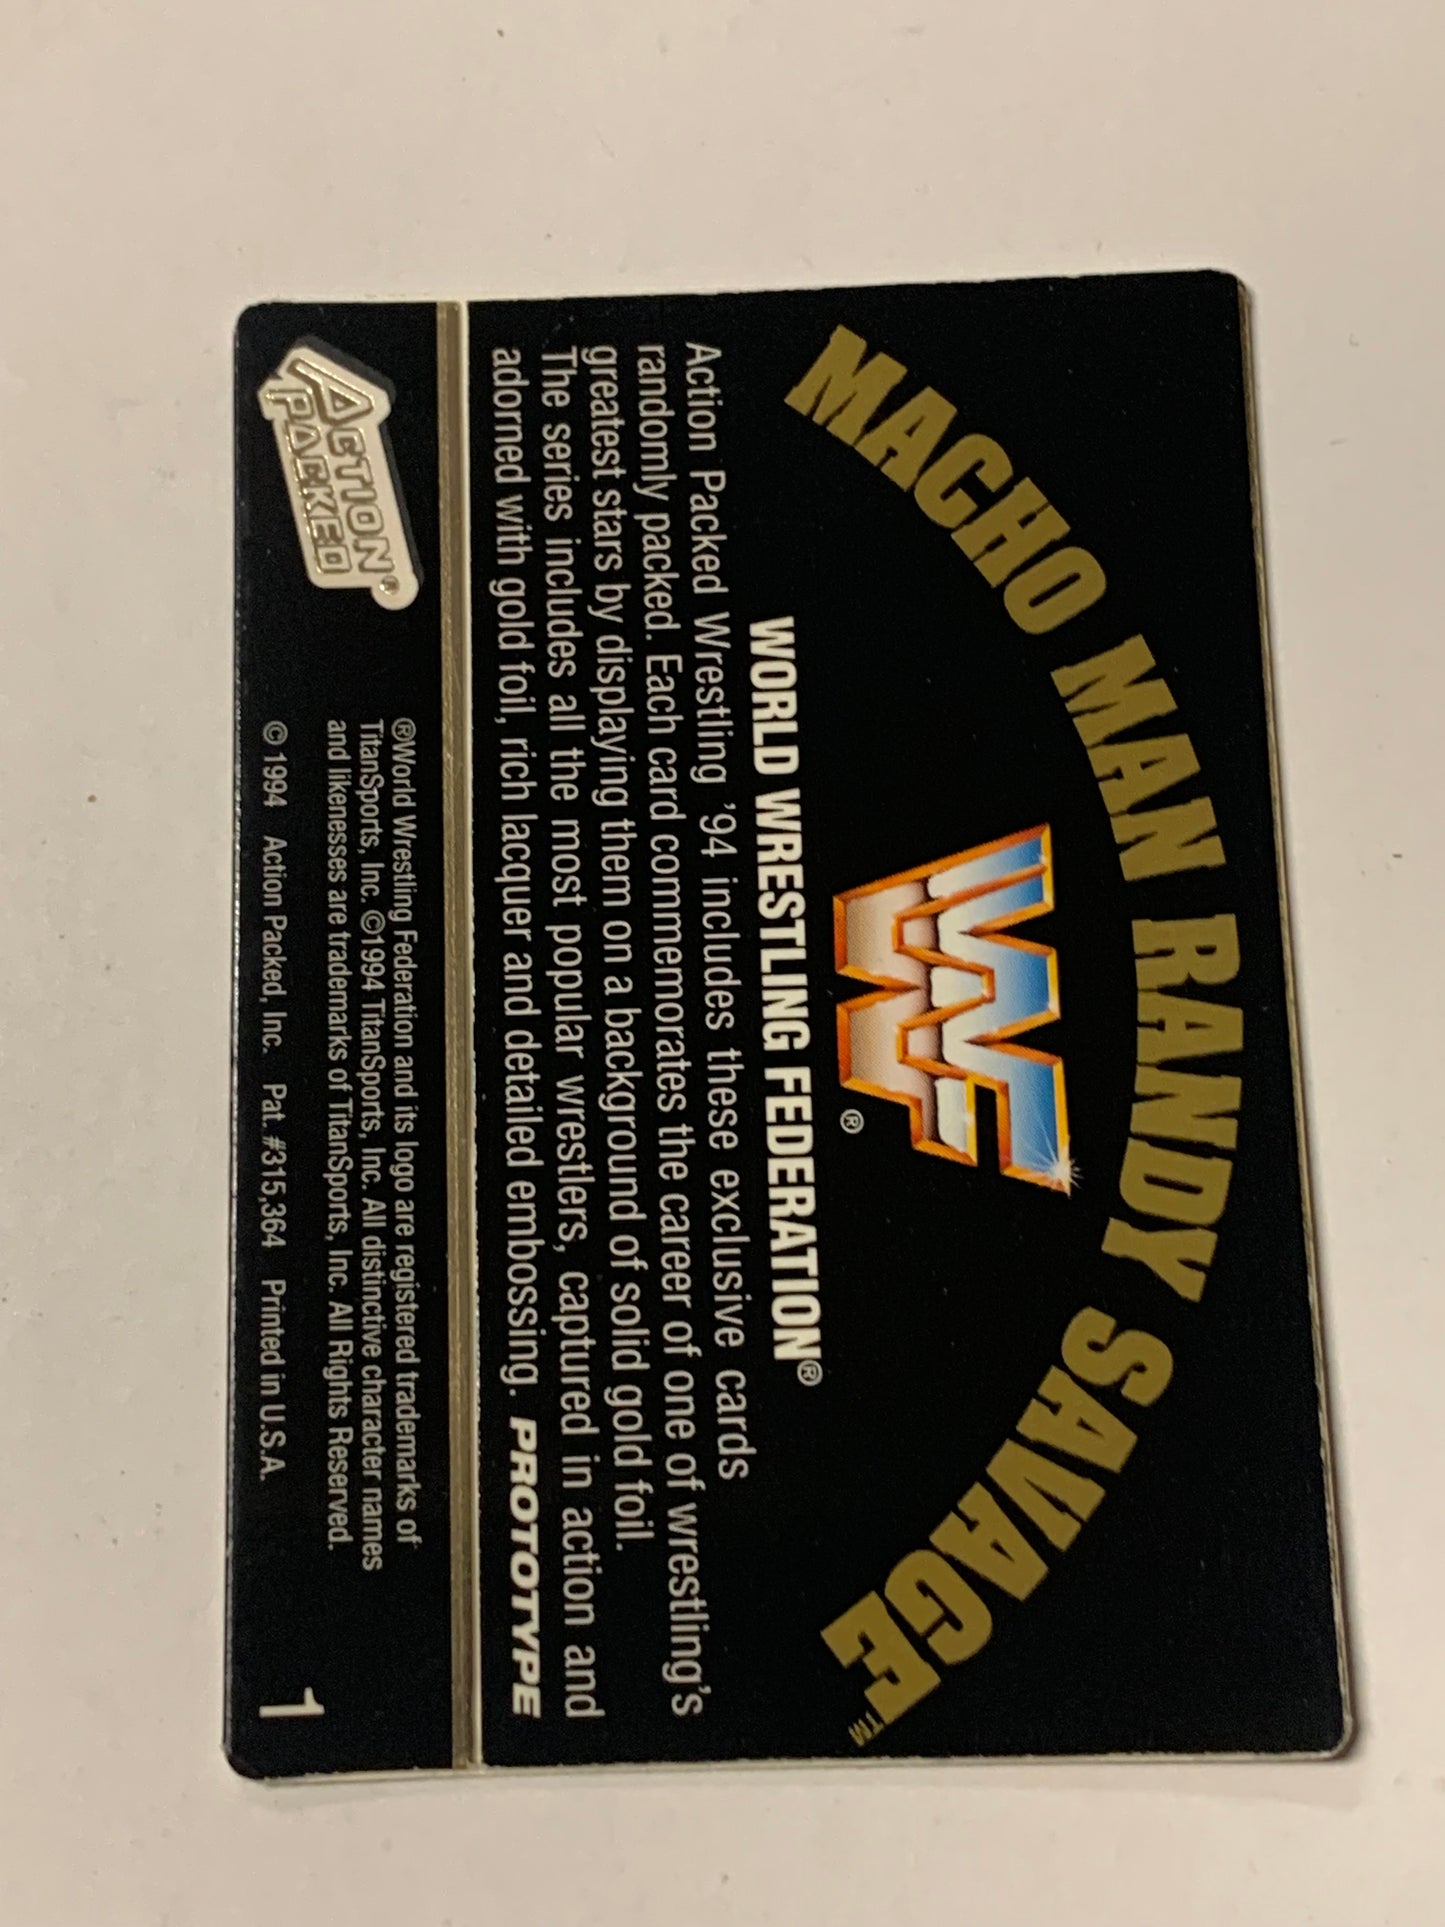 MACHO MAN RANDY SAVAGE™
WF®
WORLD WRESTLING FEDERATION®
Action Packed Wrestling '94 includes these exclusive cards
randomly packed. Each card commemorates the career of one of wrestling's
greatest stars by displaying them on a background of solid gold foil.
The series includes all the most popular wrestlers, captured in action and
adorned with gold foil, rich lacquer and detailed embossing. PROTOTYPE
ACTION
PACKED®
®World Wrestling Federation and its logo are registered trademarks of
TitanSports, Inc. ©1994 TitanSports, Inc. All distinctive character names
and likenesses are trademarks of TitanSports, Inc. All Rights Reserved.
© 1994 Action Packed, Inc. Pat. #315,364 Printed in U.S.A.
1